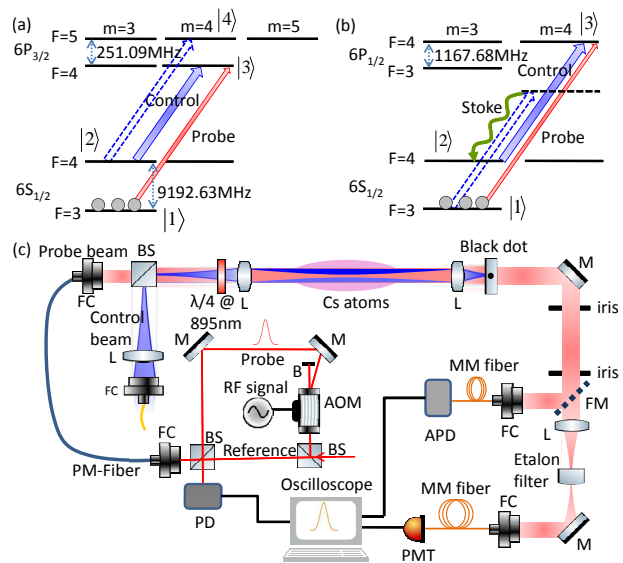 (a) m=3 m=4 |4⟩ m=5
F=5
6P3/2
251.09MHz
F=4
|3⟩
Control
|2⟩
Probe
F=4
6S1/2
9192.63MHz
F=3
|1⟩
(b) m=3 m=4 |3⟩
F=4
6P1/2
1167.68MHz
F=3
Control
Stoke
|2⟩
Probe
F=4
6S1/2
F=3
|1⟩
(c)
Probe beam
BS
Black dot
M
FC
λ/4 @
895nm
L
Cs atoms
L
iris
Control
beam
M
Probe
M
L
B
MM fiber
iris
FM
RF signal
FC
AOM
APD
FC
L
FC
BS
Reference
BS
PM-Fiber
Etalon
filter
Oscilloscope
MM fiber
FC
PD
PMT
M